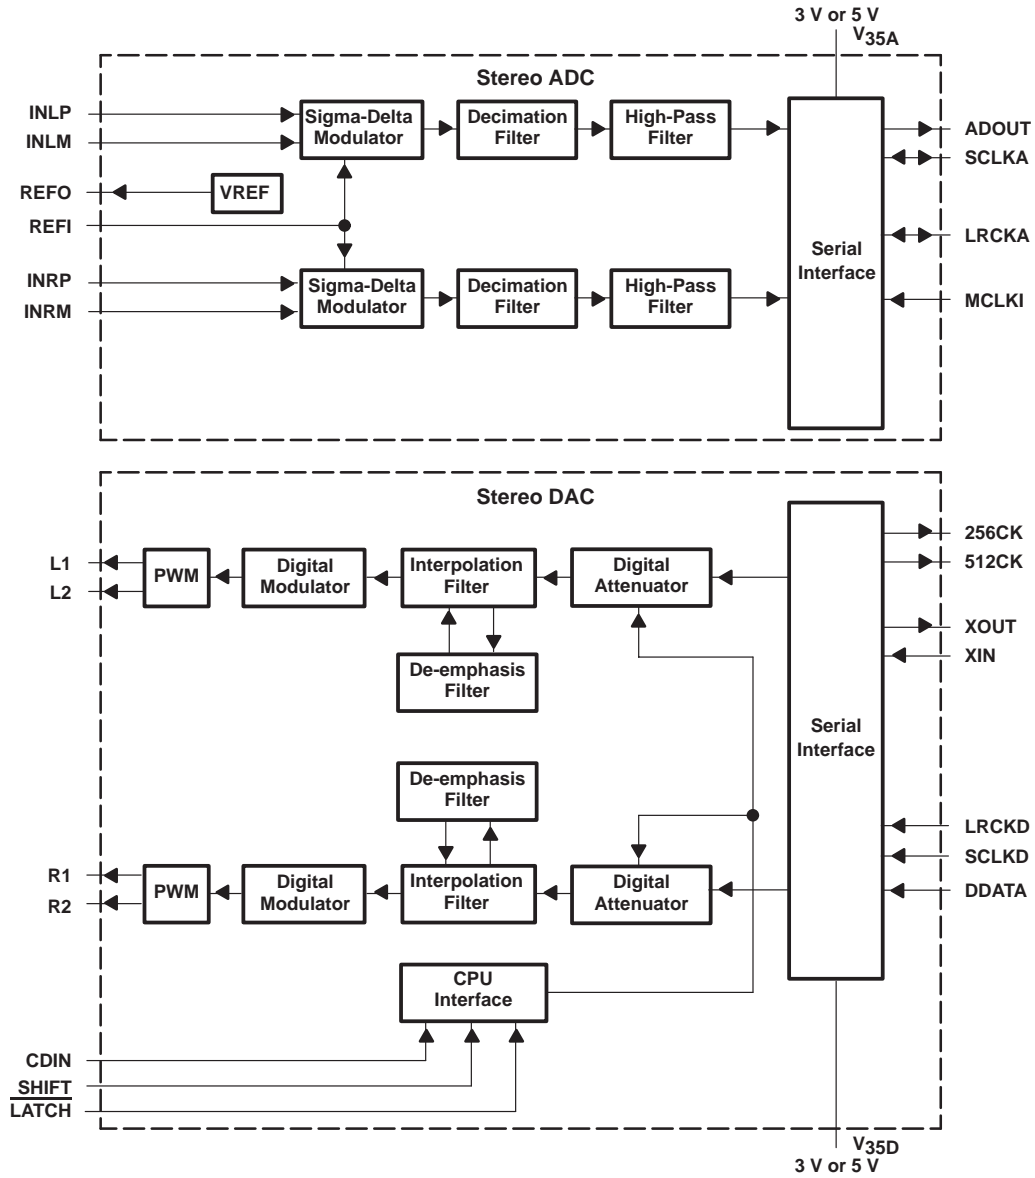 3 V or 5 V
V35A
Stereo ADC
INLP
INLM
REFO
REFI
INRP
INRM
Sigma-Delta
Modulator
Decimation
Filter
High-Pass
Filter
VREF
Sigma-Delta
Modulator
Decimation
Filter
High-Pass
Filter
Serial
Interface
ADOUT
SCLKA
LRCKA
MCLKI
Stereo DAC
L1
L2
PWM
Digital
Modulator
Interpolation
Filter
Digital
Attenuator
De-emphasis
Filter
De-emphasis
Filter
R1
R2
PWM
Digital
Modulator
Interpolation
Filter
Digital
Attenuator
Serial
Interface
256CK
512CK
XOUT
XIN
LRCKD
SCLKD
DDATA
CPU
Interface
CDIN
SHIFT
LATCH
V35D
3 V or 5 V